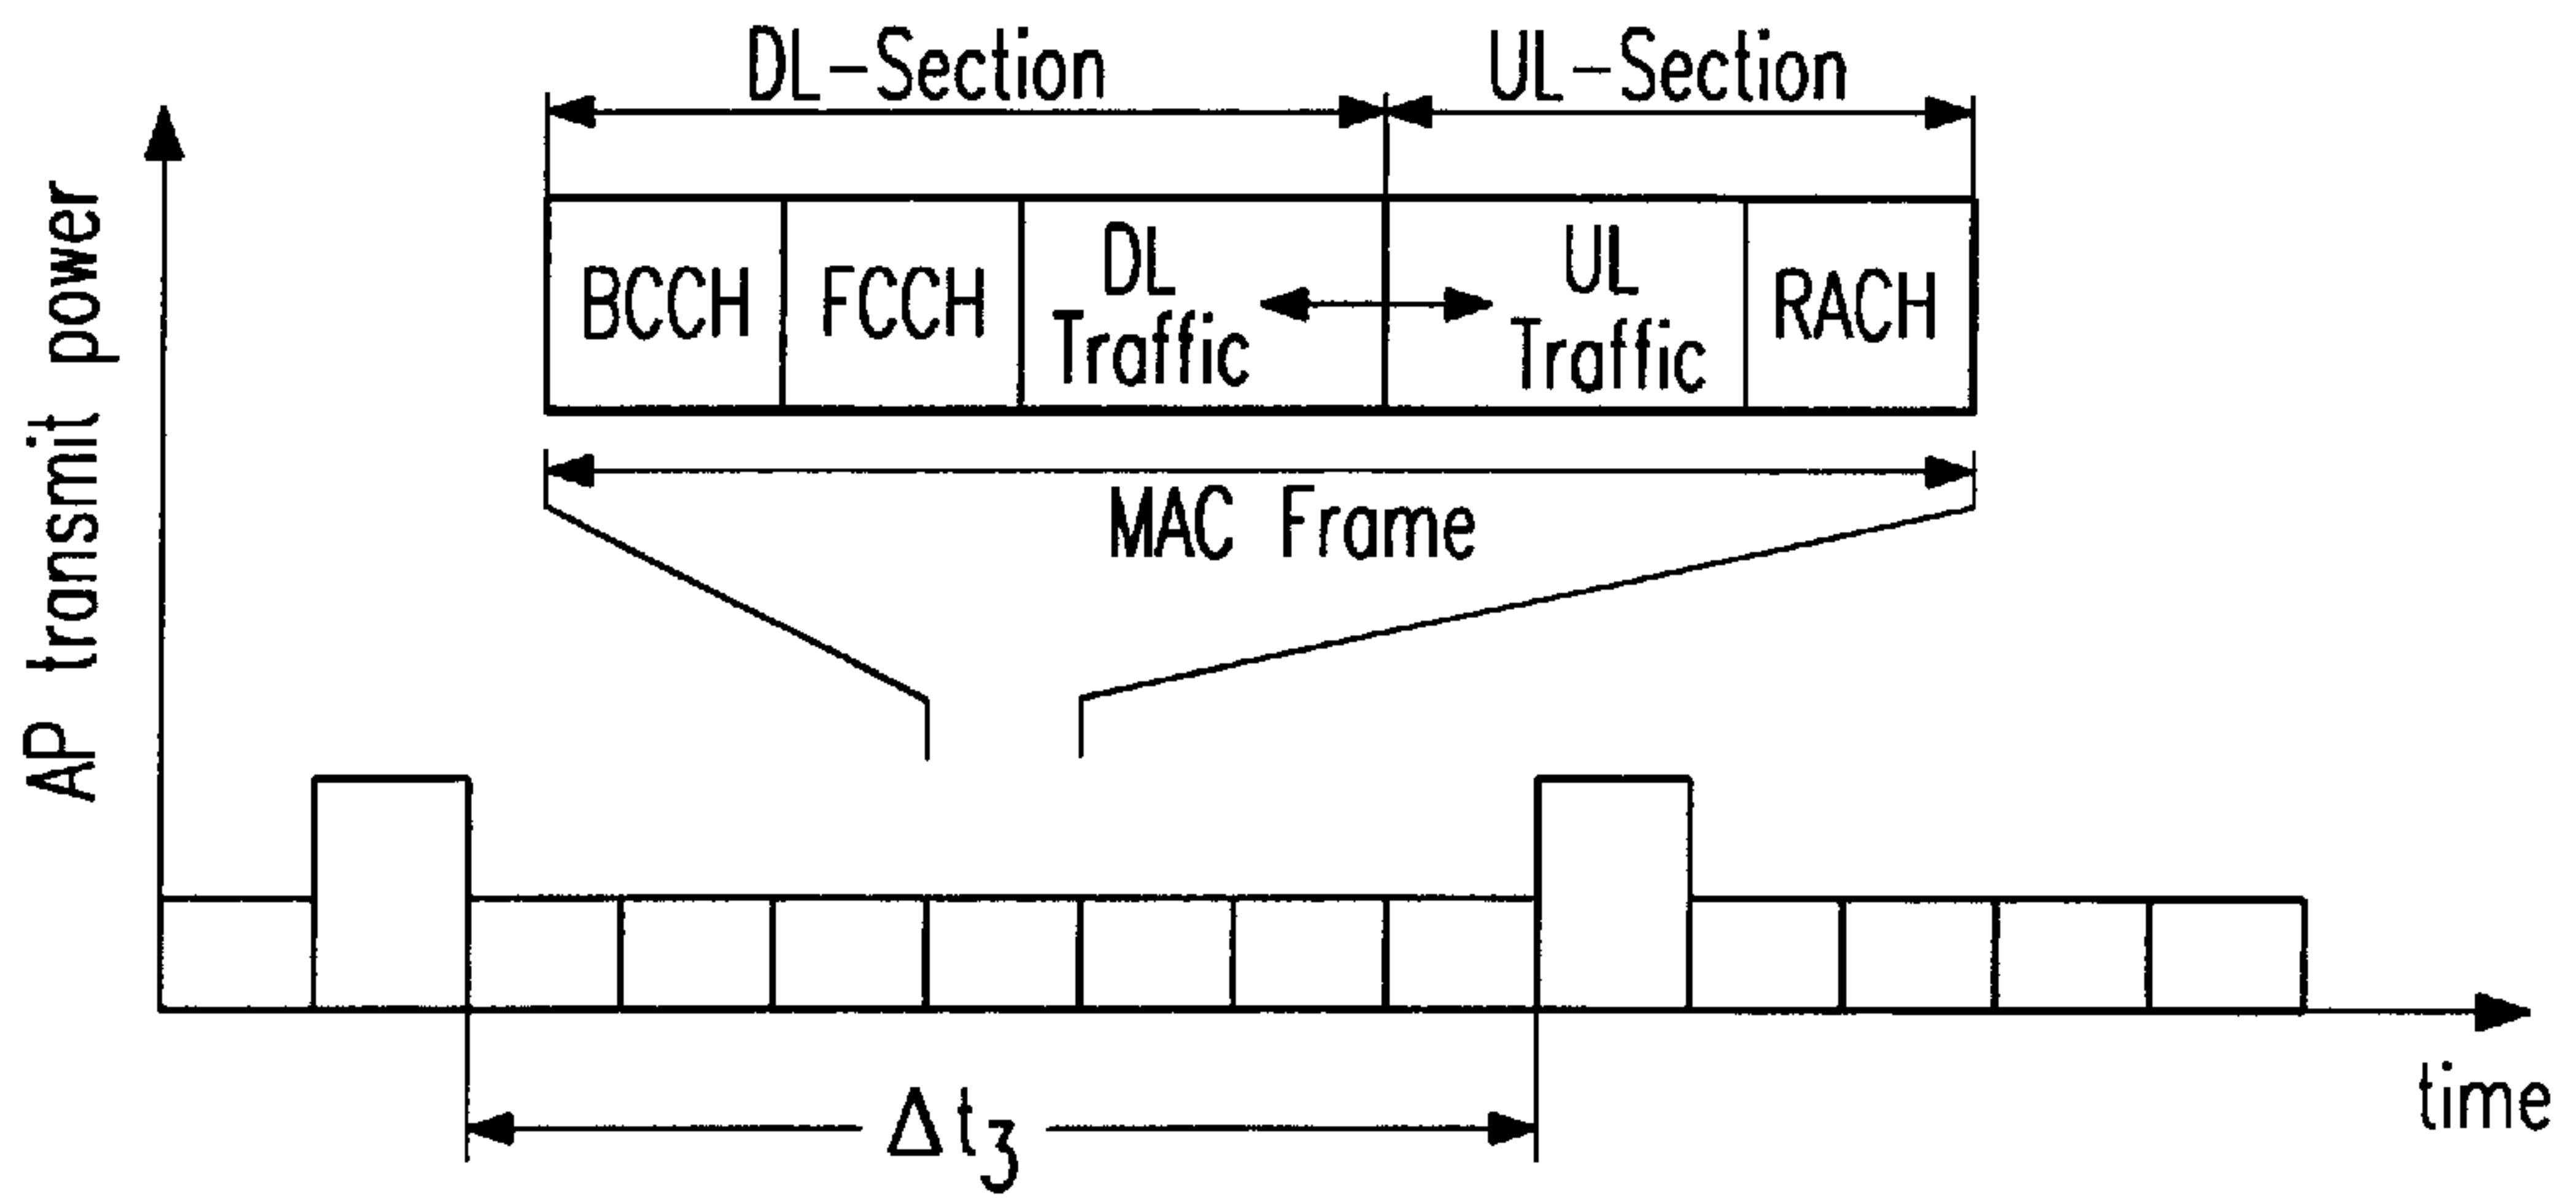 DL-Section
UL-Section
AP transmit power
BCCH
FCCH
DL
Traffic
UL
Traffic
RACH
MAC Frame
Δt3
time